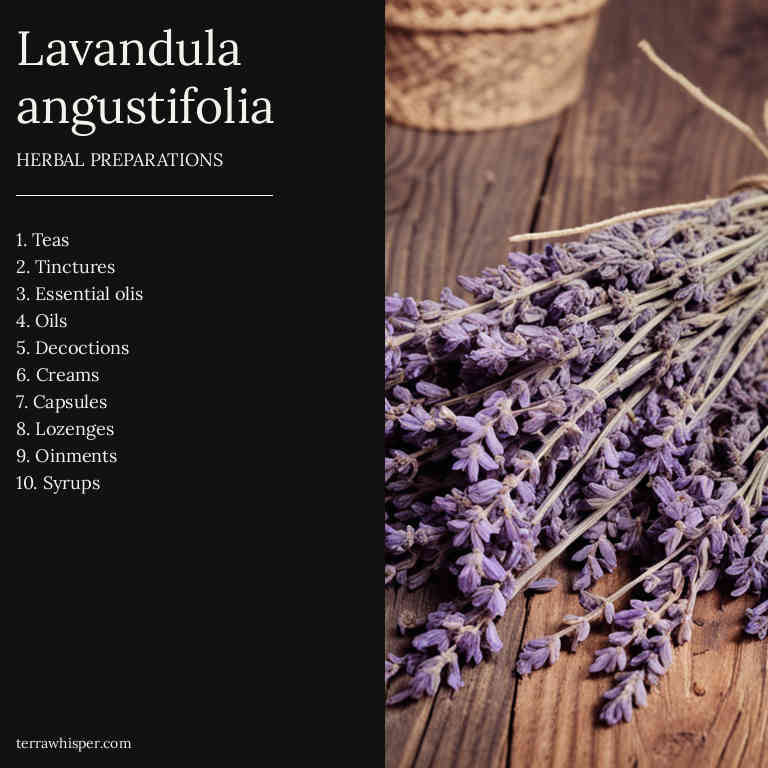 Lavandula
angustifolia
HERBAL PREPARATIONS
1. Teas
2. Tinctures
3. Essential olis
4. Oils
5. Decoctions
6. Creams
7. Capsules
8. Lozenges
9. Oinments
10. Syrups
terrawhisper.com